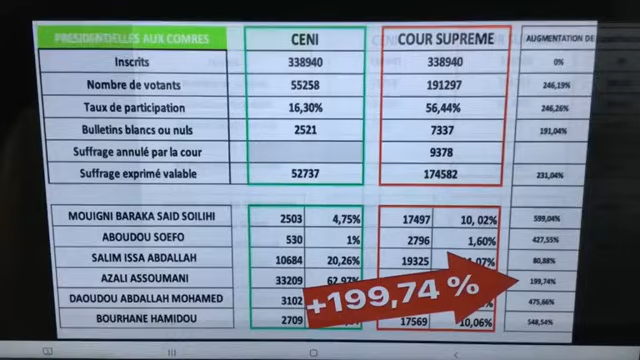 PRESIDENTIELLES AUX COMRES CENI COUR SUPREME AUGMENTATION DE
Inscrits 338940 338940 0%
Nombre de votants 55258 191297 246,19%
Taux de participation 16,30% 56,44% 246,26%
Bulletins blancs ou nuls 2521 7337 191,04%
Suffrage annulé par la cour 9378
Suffrage exprimé valable 52737 174582 231,04%
MOUIGNI BARAKA SAID SOILIHI 2503 4,75% 17497 10, 02% 599,04%
ABOUDOU SOEFO 530 1% 2796 1,60% 427,55%
SALIM ISSA ABDALLAH 10684 20,26% 19325 80,88%
AZALI ASSOUMANI 33209 62,97% 199,74%
+199,74 %
DAOUDOU ABDALLAH MOHAMED 3102 475,66%
BOURHANE HAMIDOU 2709 17569 10,06% 548,54%